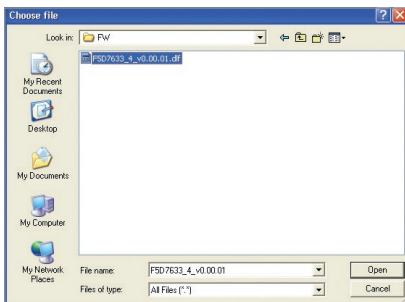 Choose file
Look in: FW
F5D7633_4_v0.00.01.dlf
My Recent
Documents
Desktop
My Documents
My Computer
My Network
Places
File name: F5D7633_4_v0.00.01 Open
Files of type: All Files (*.*) Cancel